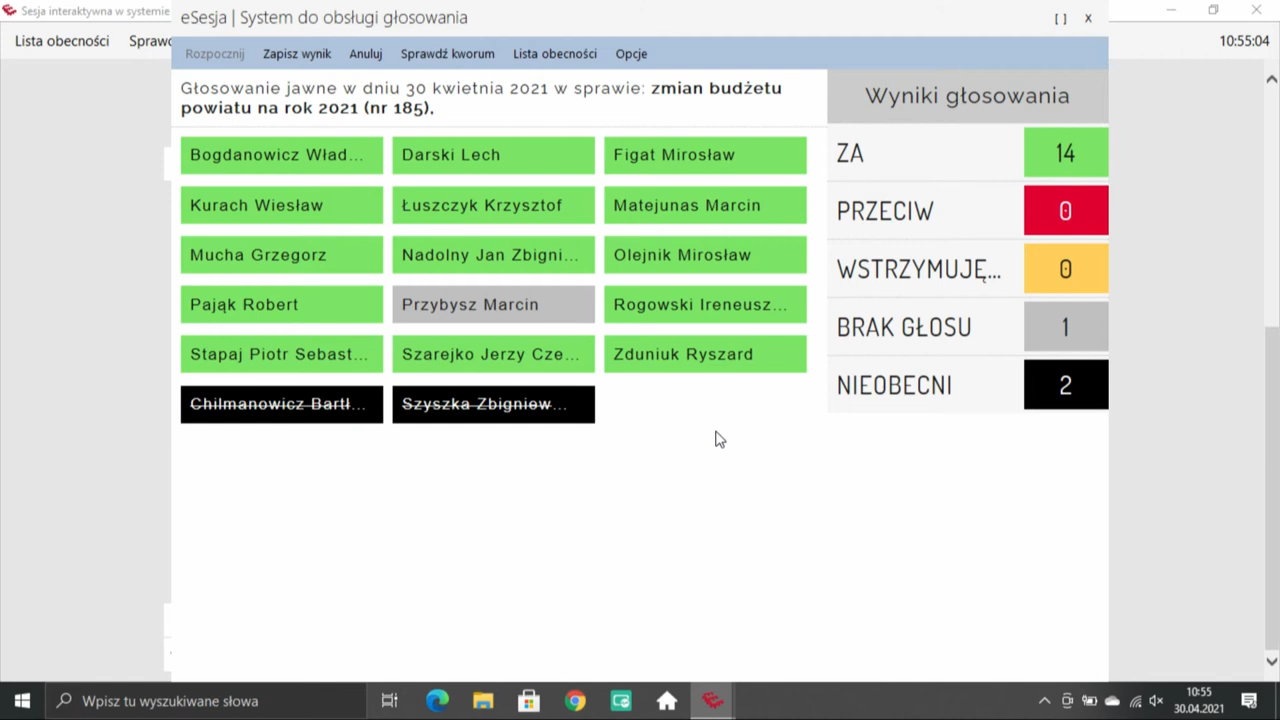 Sesja interaktywna w systemie
eSesja | System do obsługi głosowania
[ ] X
Lista obecności
Rozpocznij Zapisz wynik Anuluj Sprawdź kworum Lista obecności Opcje
10:55:04
Głosowanie jawne w dniu 30 kwietnia 2021 w sprawie: zmian budżetu
powiatu na rok 2021 (nr 185),
Wyniki głosowania
Bogdanowicz Wład... Darski Lech Figat Mirosław
Kurach Wiesław Łuszczyk Krzysztof Matejunas Marcin
Mucha Grzegorz Nadolny Jan Zbigni... Olejnik Mirosław
Pająk Robert Przybysz Marcin Rogowski Ireneusz...
Stapaj Piotr Sebast... Szarejko Jerzy Cze... Zduniuk Ryszard
Chilmanowicz Bartł... Szyszka Zbigniew...
ZA 14
PRZECIW 0
WSTRZYMUJĘ... 0
BRAK GŁOSU 1
NIEOBECNI 2
Wpisz tu wyszukiwane słowa
10:55
30.04.2021